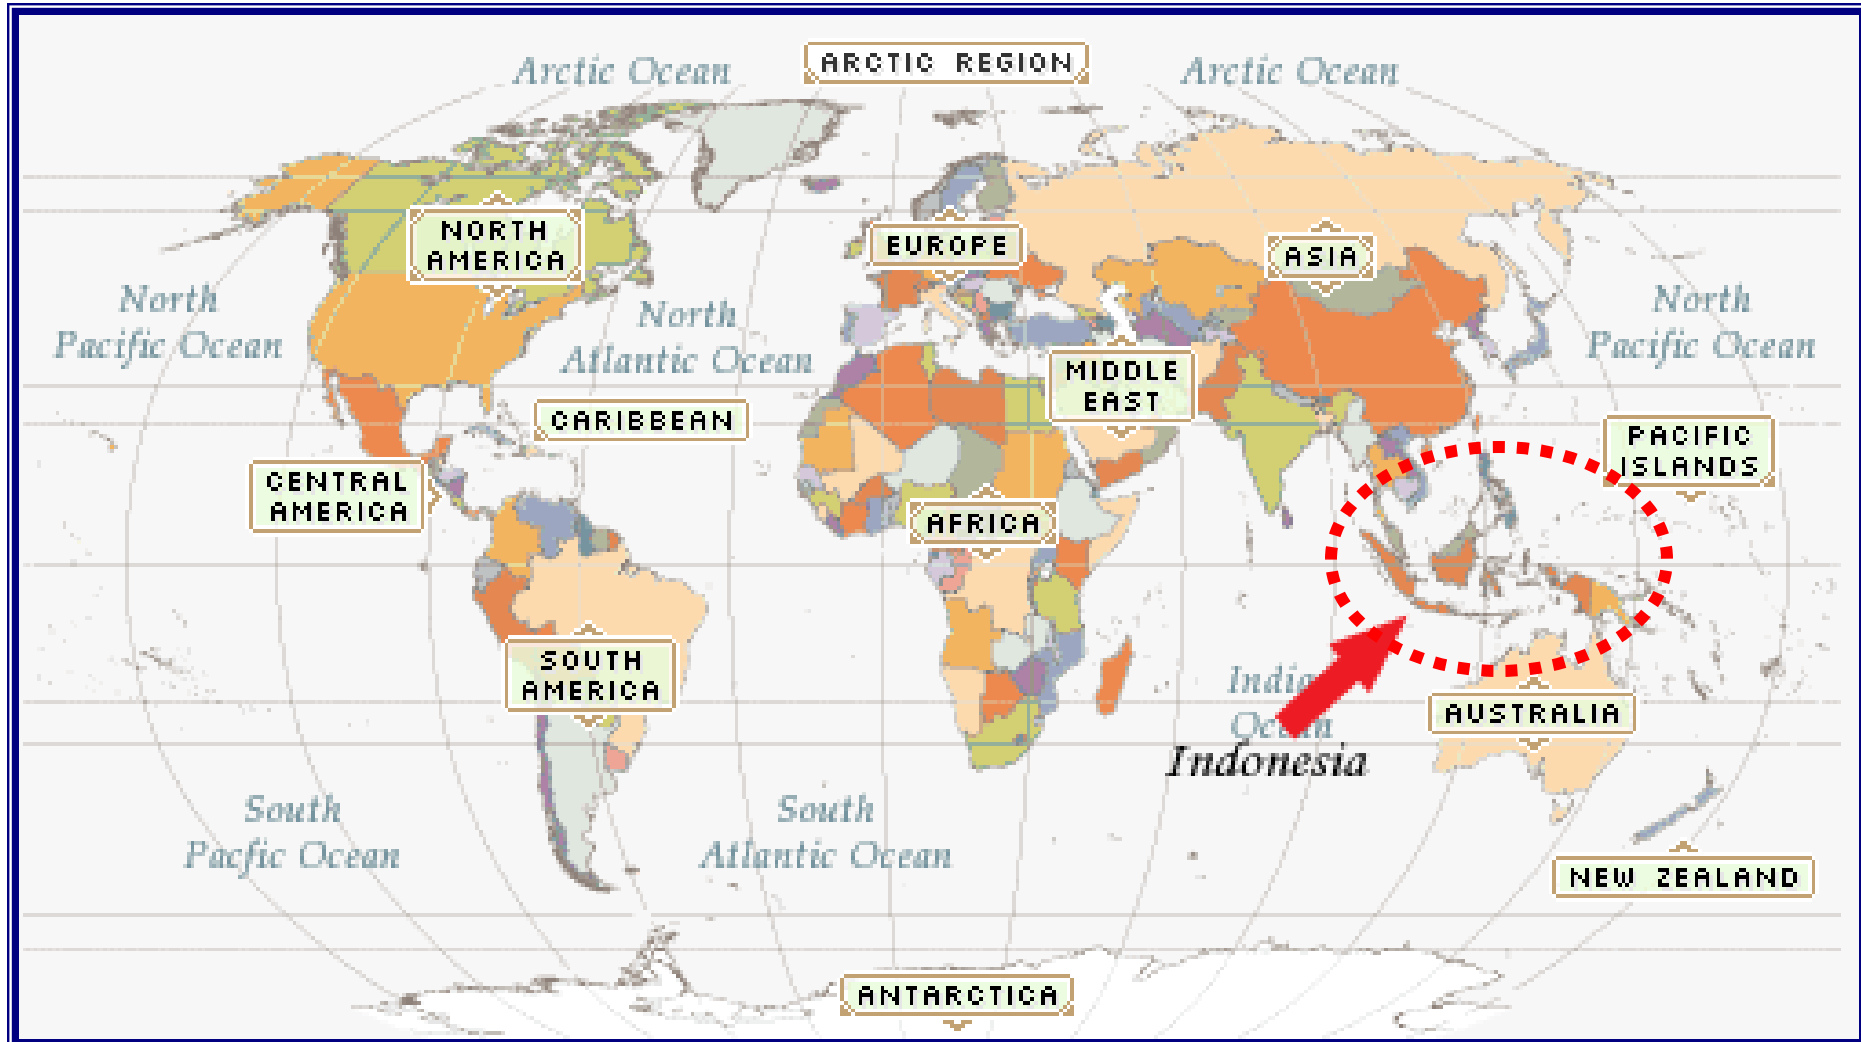 Arctic Ocean
ARCTIC REGION
Arctic Ocean
NORTH
AMERICA
EUROPE
ASIA
North
Pacific Ocean
North
Atlantic Ocean
North
Pacific Ocean
MIDDLE
EAST
CARIBBEAN
PACIFIC
ISLANDS
CENTRAL
AMERICA
AFRICA
SOUTH
AMERICA
Indian
Ocean
AUSTRALIA
Indonesia
South
Pacfic Ocean
South
Atlantic Ocean
NEW ZEALAND
ANTARCTICA